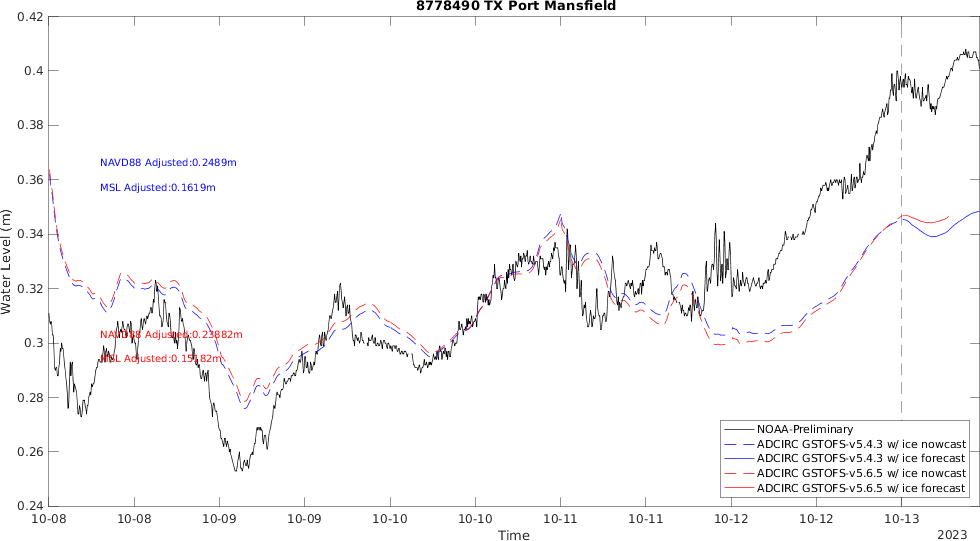 8778490 TX Port Mansfield
0.42
0.4
0.38
0.36
0.34
0.32
0.3
0.28
0.26
0.24
Water Level (m)
NAVD88 Adjusted:0.2489m
MSL Adjusted:0.1619m
NAVD88 Adjusted:0.23882m
MSL Adjusted:0.15182m
NOAA-Preliminary
ADCIRC GSTOFS-v5.4.3 w/ ice nowcast
ADCIRC GSTOFS-v5.4.3 w/ ice forecast
ADCIRC GSTOFS-v5.6.5 w/ ice nowcast
ADCIRC GSTOFS-v5.6.5 w/ ice forecast
10-08 10-08 10-09 10-09 10-10 10-10 10-11 10-11 10-12 10-12 10-13
Time
2023